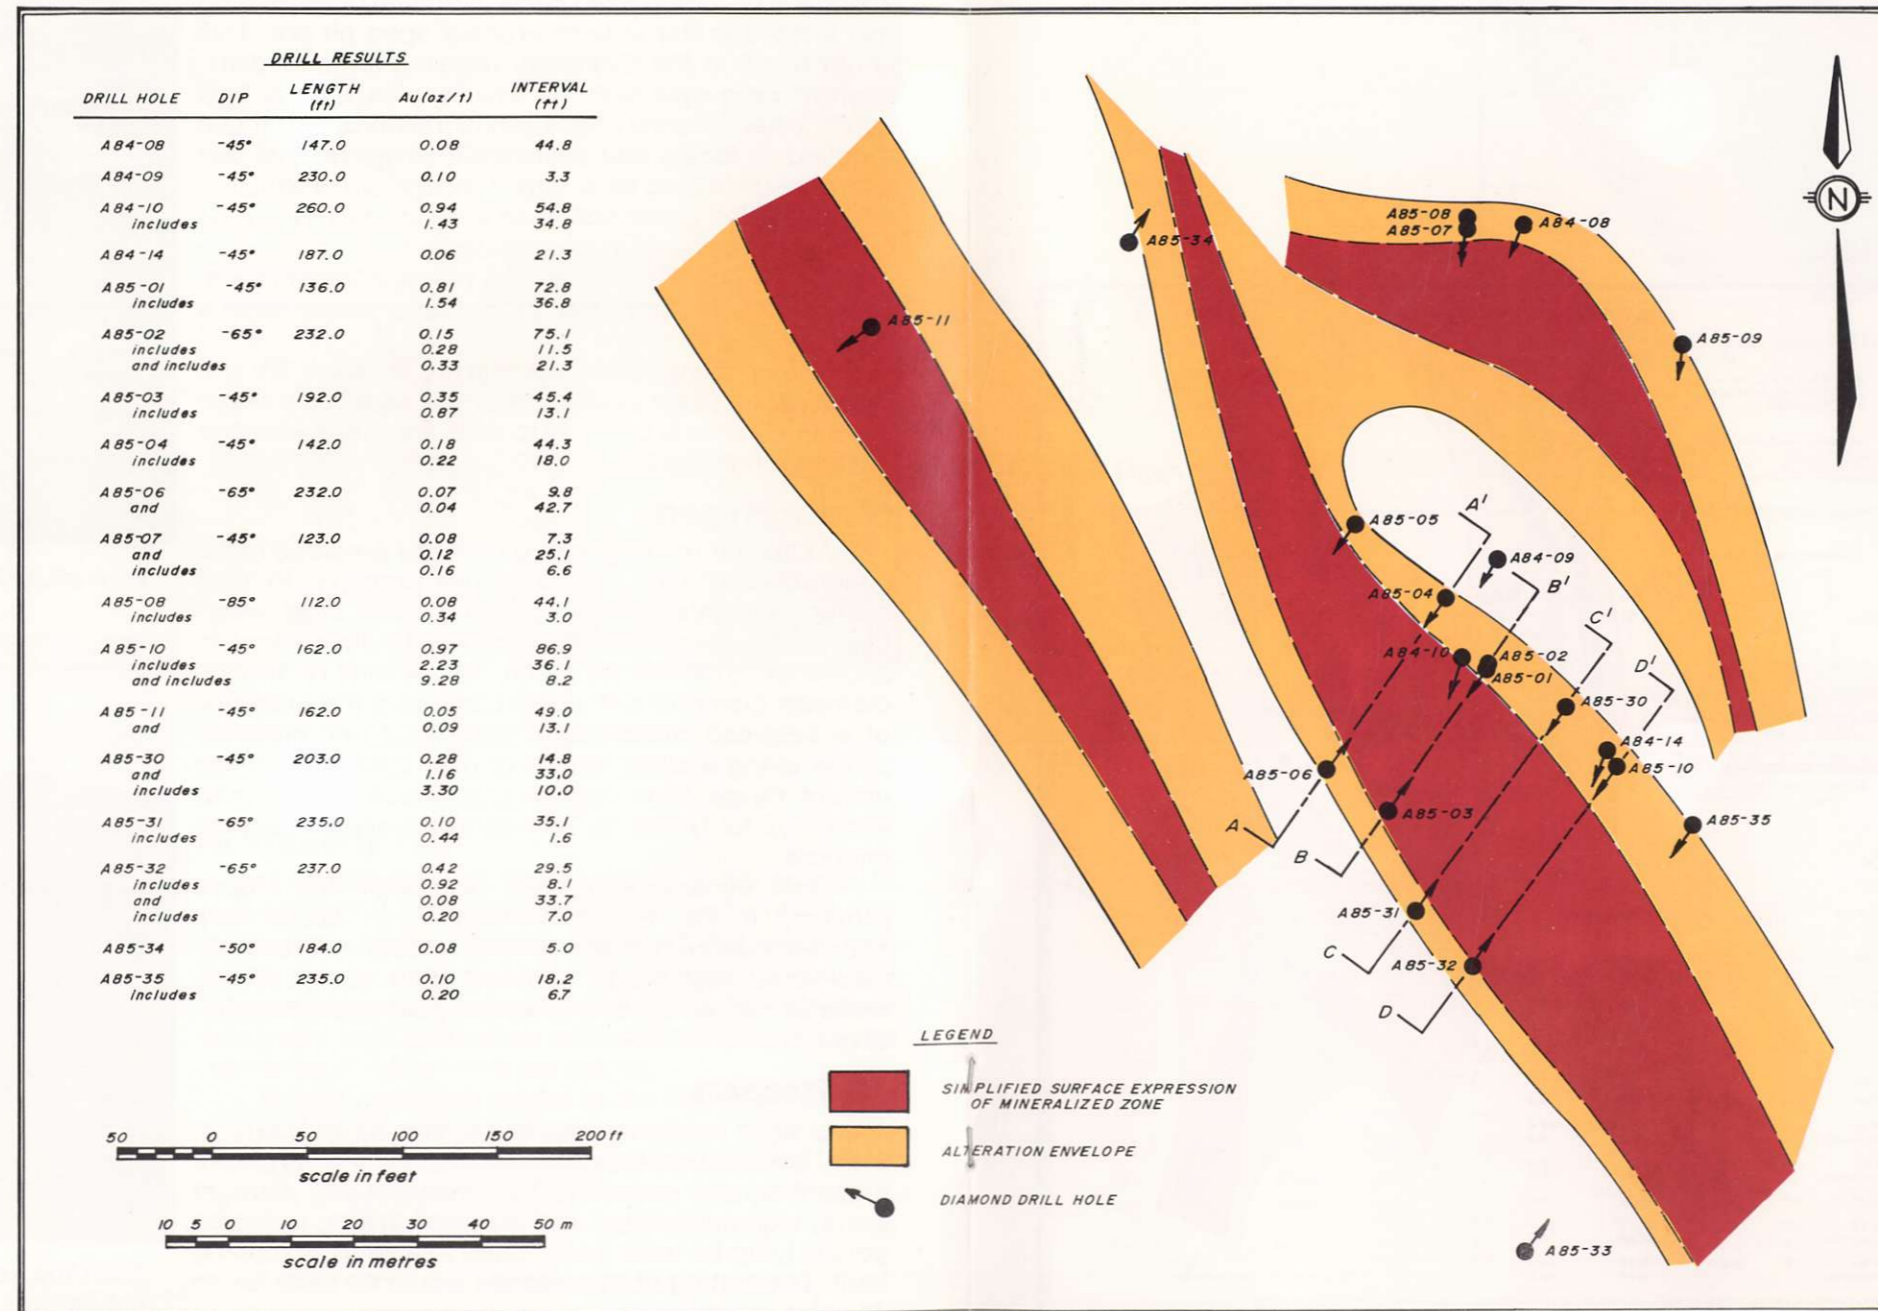 DRILL RESULTS
DRILL HOLE DIP LENGTH (ft) Au (oz/t) INTERVAL (ft)
A84-08 -45° 147.0 0.08 44.8
A84-09 -45° 230.0 0.10 3.3
A84-10 -45° 260.0 0.94 54.8
includes 1.43 34.8
A84-14 -45° 187.0 0.06 21.3
A85-01 -45° 136.0 0.81 72.8
includes 1.54 36.8
A85-02 -65° 232.0 0.15 75.1
includes 0.28 11.5
and includes 0.33 21.3
A85-03 -45° 192.0 0.35 45.4
includes 0.87 13.1
A85-04 -45° 142.0 0.18 44.3
includes 0.22 18.0
A85-06 -65° 232.0 0.07 9.8
and 0.04 42.7
A85-07 -45° 123.0 0.08 7.3
and 0.12 25.1
includes 0.16 6.6
A85-08 -85° 112.0 0.08 44.1
includes 0.34 3.0
A85-10 -45° 162.0 0.97 86.9
includes 2.23 36.1
and includes 9.28 8.2
A85-11 -45° 162.0 0.05 49.0
and 0.09 13.1
A85-30 -45° 203.0 0.28 14.8
and 1.16 33.0
includes 3.30 10.0
A85-31 -65° 235.0 0.10 35.1
includes 0.44 1.6
A85-32 -65° 237.0 0.42 29.5
includes 0.92 8.1
and 0.08 33.7
includes 0.20 7.0
A85-34 -50° 184.0 0.08 5.0
A85-35 -45° 235.0 0.10 18.2
includes 0.20 6.7
50 0 50 100 150 200 ft
scale in feet
10 5 0 10 20 30 40 50 m
scale in metres
LEGEND
SIMPLIFIED SURFACE EXPRESSION
OF MINERALIZED ZONE
ALTERATION ENVELOPE
DIAMOND DRILL HOLE
N
A85-08
A85-07
A84-08
A85-34
A85-11
A85-09
A85-05
A'
A84-09
B'
A85-04
C'
A84-10
A85-02
A85-01
D'
A85-30
A84-14
A85-10
A85-06
A85-03
A85-35
A
B
A85-31
C
A85-32
D
A85-33